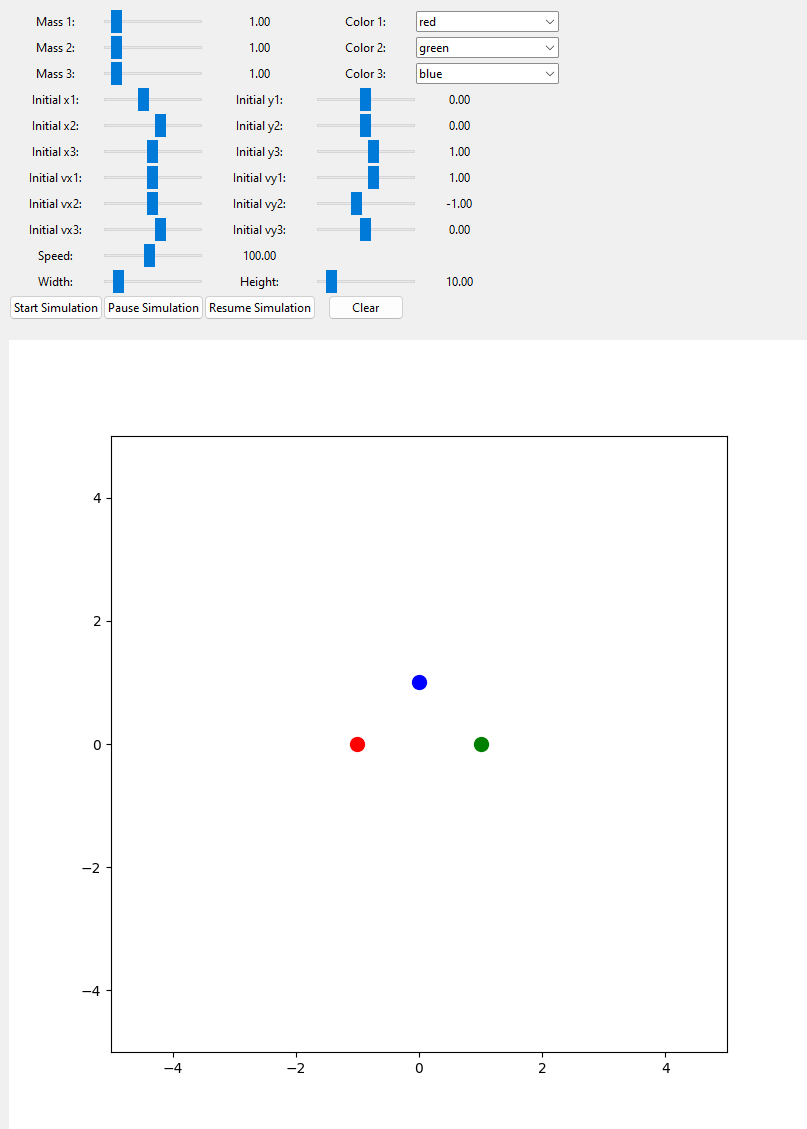 Mass 1: 1.00 Color 1: red
Mass 2: 1.00 Color 2: green
Mass 3: 1.00 Color 3: blue
Initial x1: Initial y1: 0.00
Initial x2: Initial y2: 0.00
Initial x3: Initial y3: 1.00
Initial vx1: Initial vy1: 1.00
Initial vx2: Initial vy2: -1.00
Initial vx3: Initial vy3: 0.00
Speed: 100.00
Width: Height: 10.00
Start Simulation Pause Simulation Resume Simulation Clear
4
2
0
−2
−4
−4 −2 0 2 4